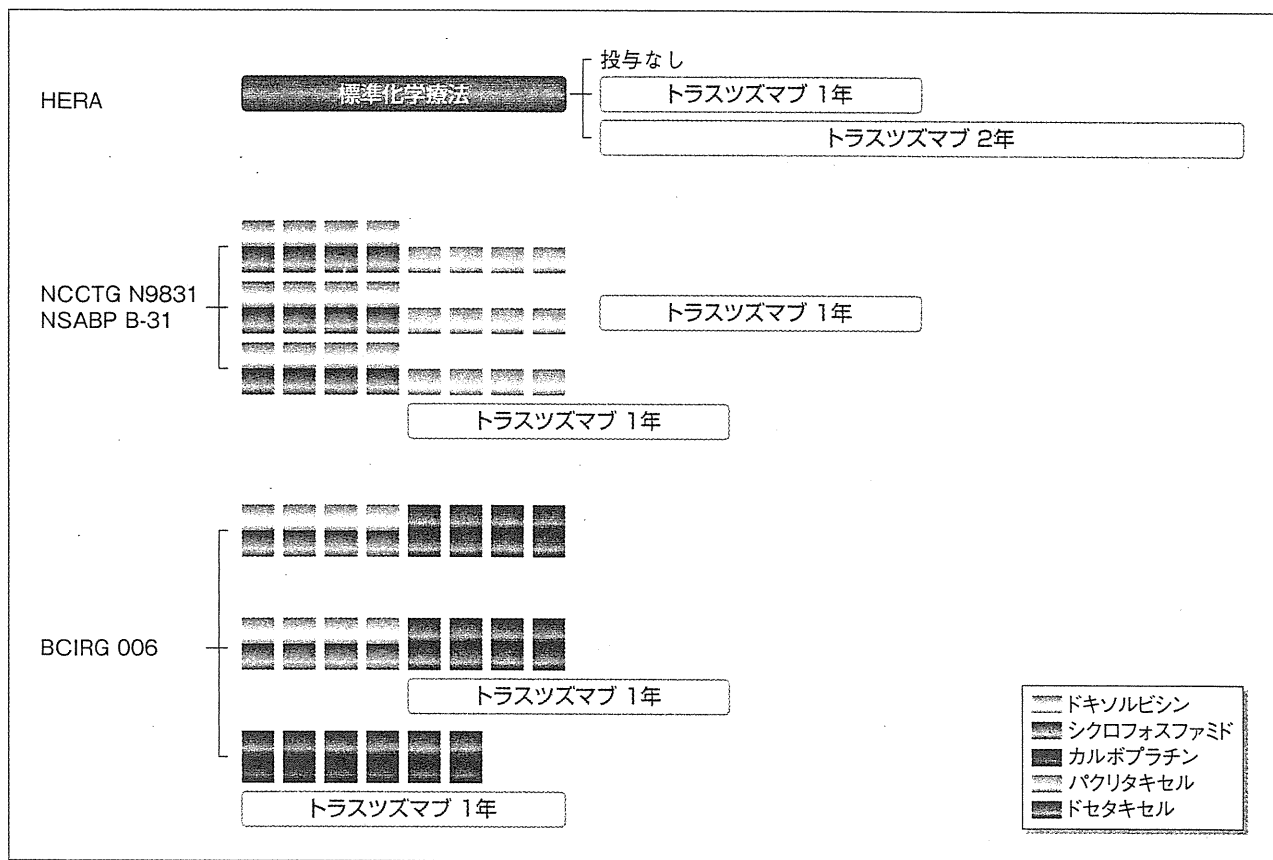 HERA
標準化学療法
投与なし
トラスツズマブ 1年
トラスツズマブ 2年
NCCTG N9831
NSABP B-31
トラスツズマブ 1年
トラスツズマブ 1年
BCIRG 006
トラスツズマブ 1年
トラスツズマブ 1年
ドキソルビシン
シクロフォスファミド
カルボプラチン
パクリタキセル
ドセタキセル